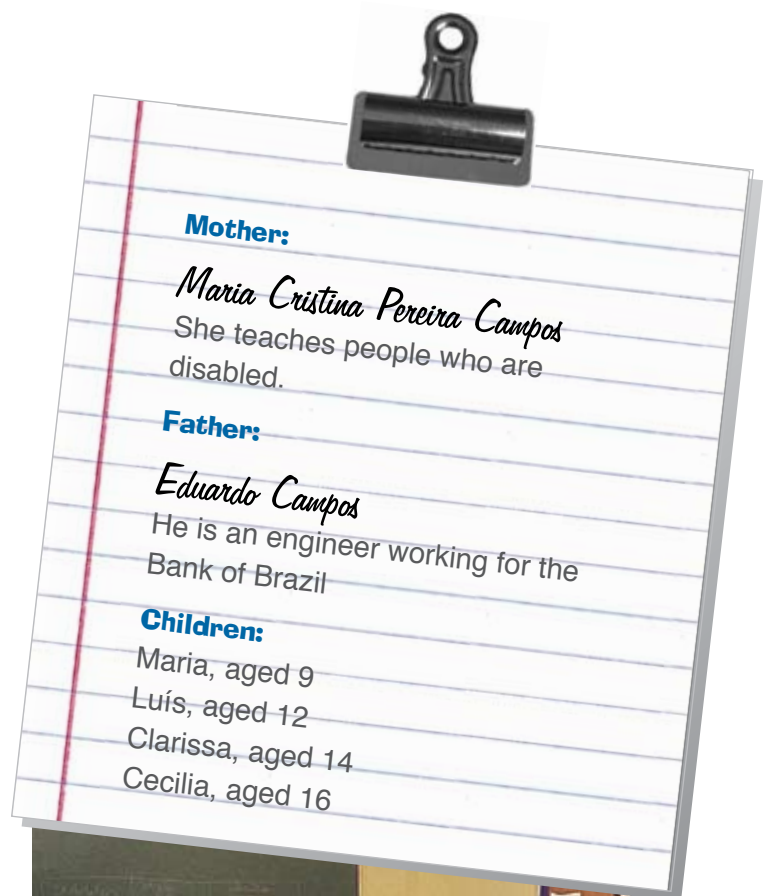 Mother:
Maria Cristina Pereira Campos
She teaches people who are
disabled.
Father:
Eduardo Campos
He is an engineer working for the
Bank of Brazil
Children:
Maria, aged 9
Luís, aged 12
Clarissa, aged 14
Cecilia, aged 16